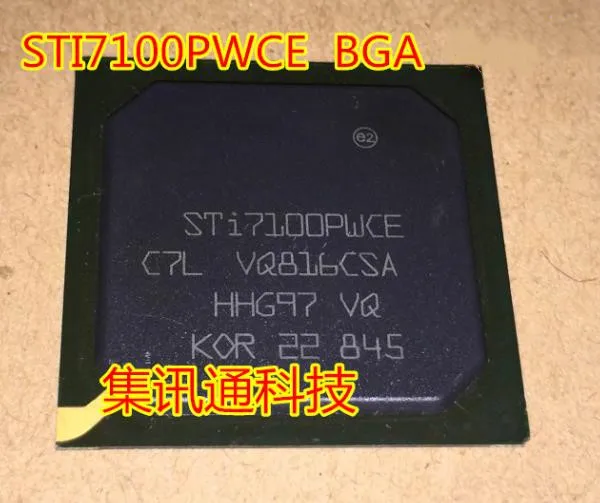 STI7100PWCE BGA
e2
STi7100PWCE
C7L VQ816CSA
HHG97 VQ
KOR 22 845
集讯通科技